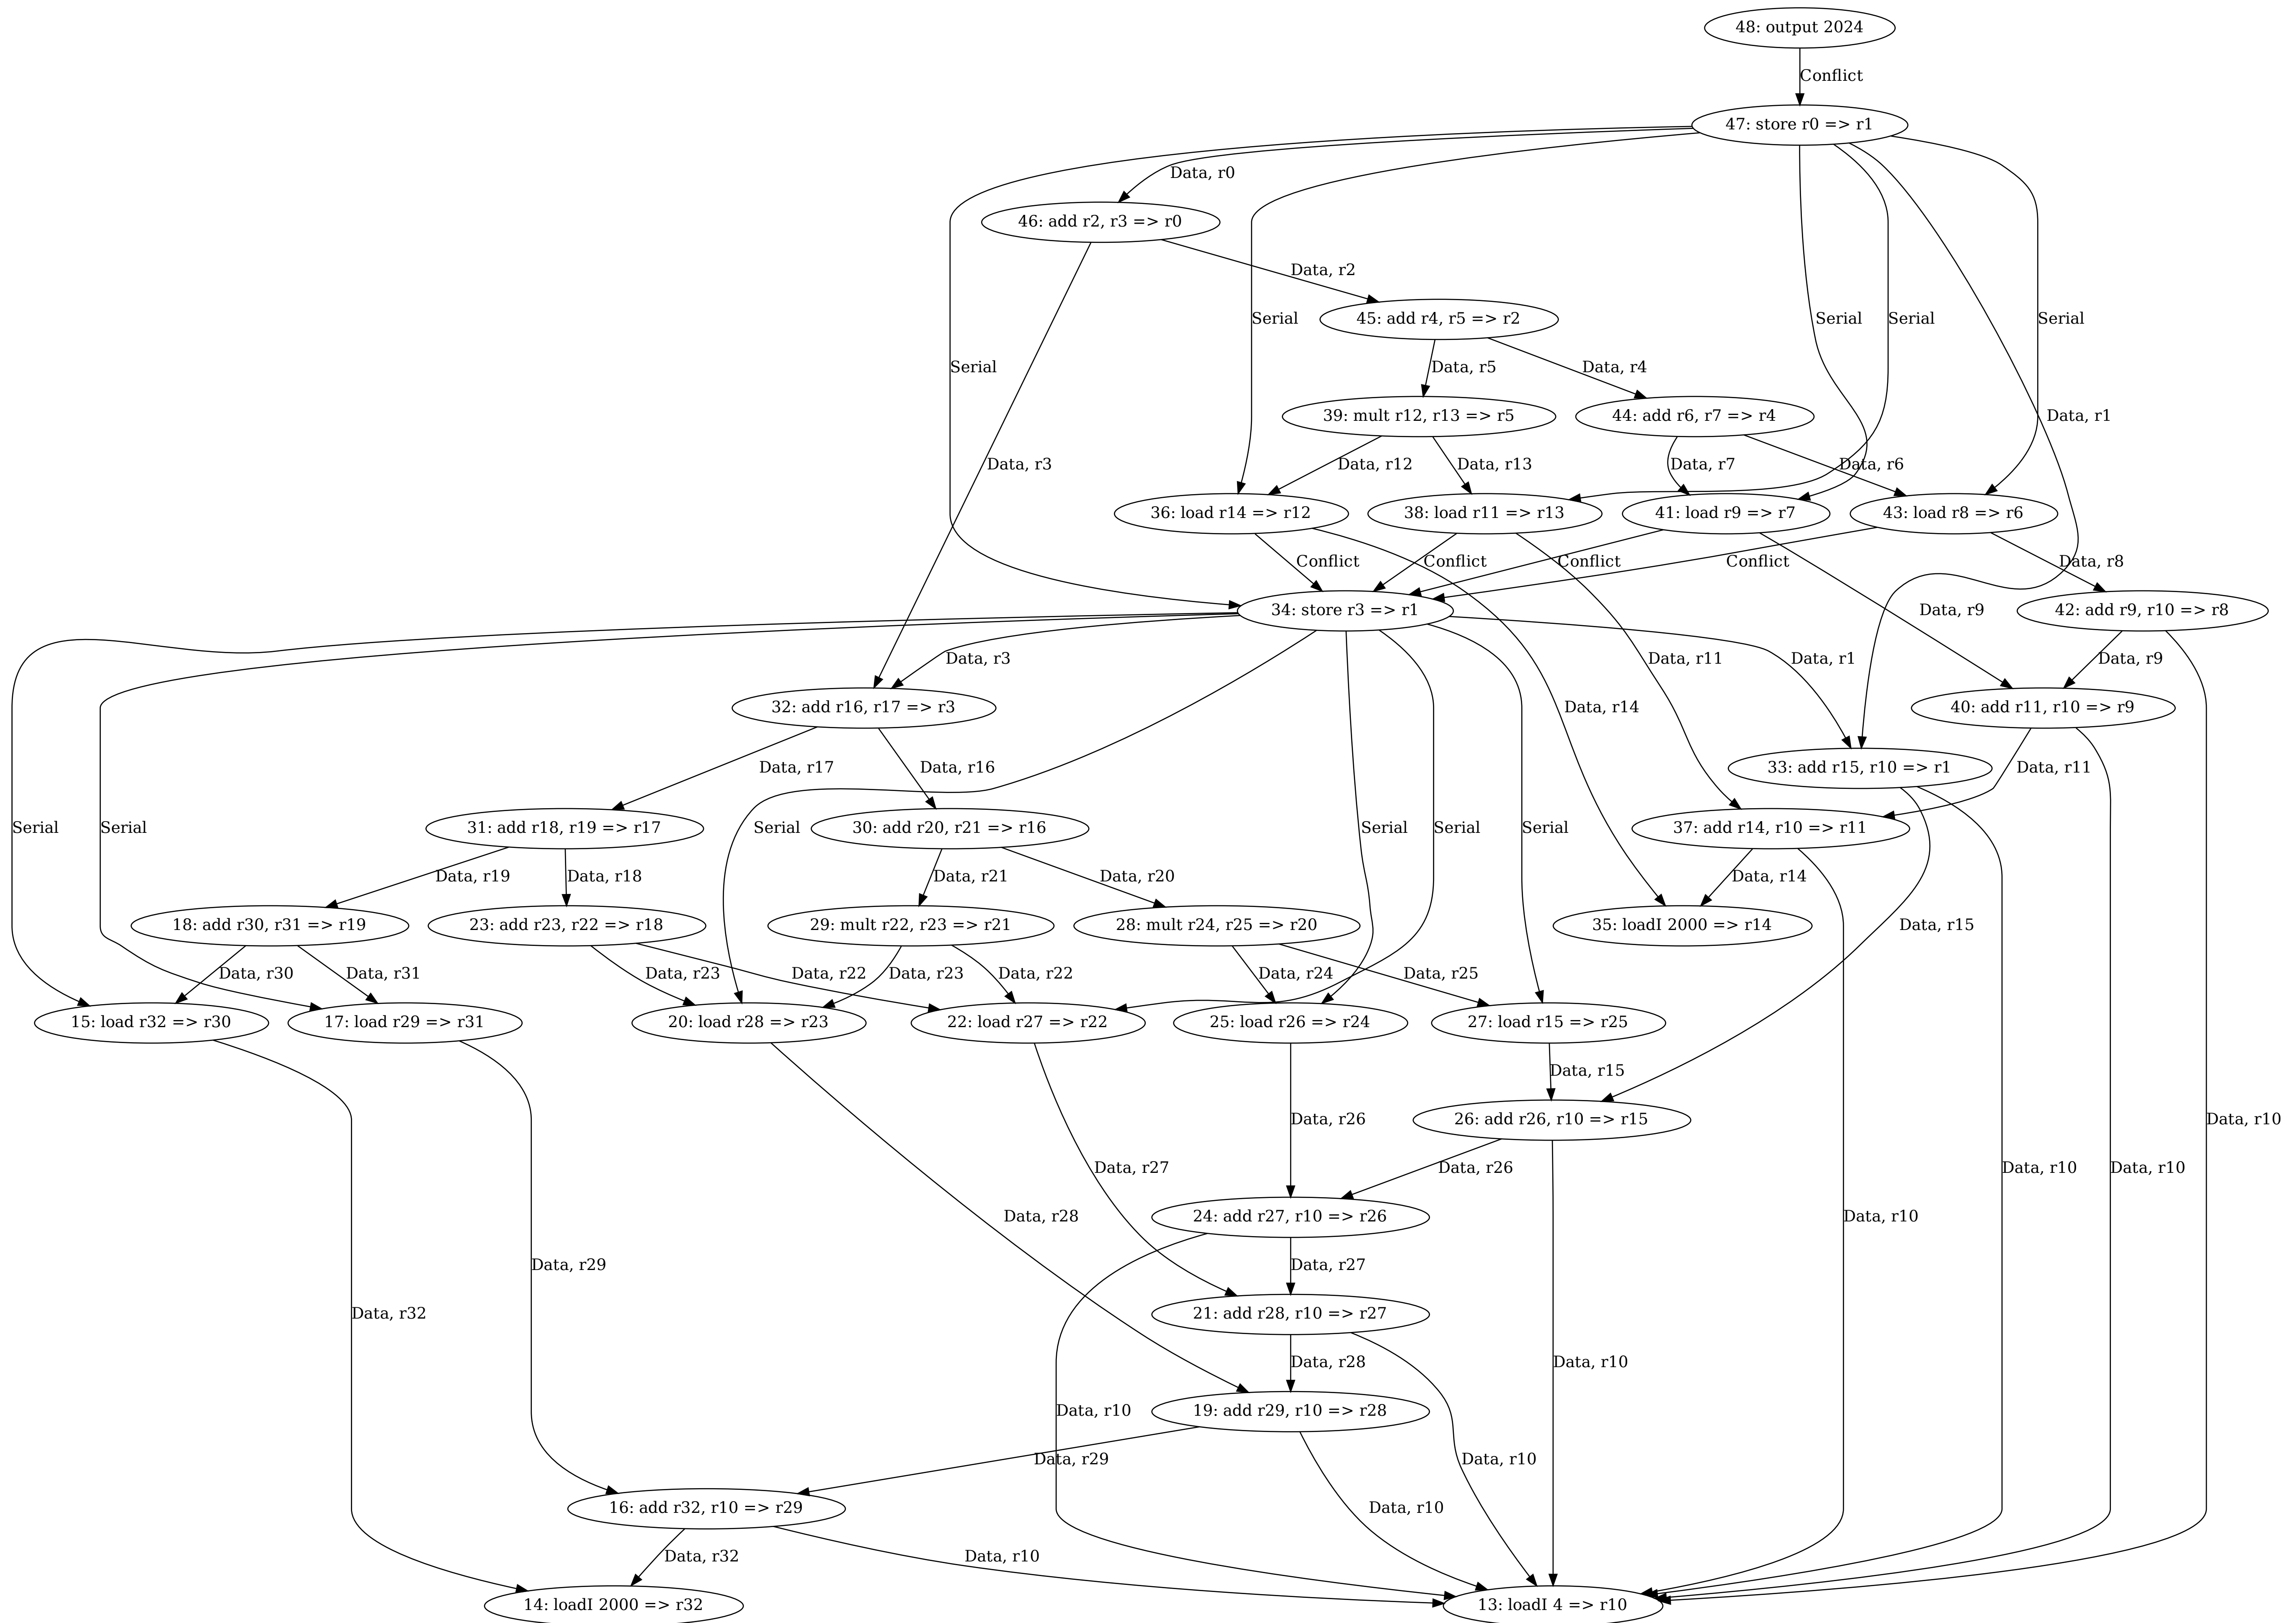 48: output 2024
Conflict
47: store r0 => r1
Data, r0
46: add r2, r3 => r0
Data, r2
Serial
45: add r4, r5 => r2
Serial
Serial
Serial
Serial
Data, r5
Data, r4
39: mult r12, r13 => r5
44: add r6, r7 => r4
Data, r1
Data, r3
Data, r12
Data, r13
Data, r7
Data, r6
36: load r14 => r12
38: load r11 => r13
41: load r9 => r7
43: load r8 => r6
Conflict
Conflict
Conflict
Conflict
Data, r8
34: store r3 => r1
42: add r9, r10 => r8
Data, r9
Data, r3
Data, r11
Data, r1
Data, r9
32: add r16, r17 => r3
Data, r14
40: add r11, r10 => r9
Data, r17
Data, r16
33: add r15, r10 => r1
Data, r11
Serial
Serial
31: add r18, r19 => r17
Serial
30: add r20, r21 => r16
Serial
Serial
Serial
37: add r14, r10 => r11
Data, r19
Data, r18
Data, r21
Data, r20
Data, r14
18: add r30, r31 => r19
23: add r23, r22 => r18
29: mult r22, r23 => r21
28: mult r24, r25 => r20
35: loadI 2000 => r14
Data, r15
Data, r30
Data, r31
Data, r23
Data, r22
Data, r23
Data, r22
Data, r24
Data, r25
15: load r32 => r30
17: load r29 => r31
20: load r28 => r23
22: load r27 => r22
25: load r26 => r24
27: load r15 => r25
Data, r15
Data, r26
26: add r26, r10 => r15
Data, r10
Data, r27
Data, r26
Data, r10
Data, r10
Data, r28
24: add r27, r10 => r26
Data, r10
Data, r29
Data, r27
Data, r32
21: add r28, r10 => r27
Data, r28
Data, r10
Data, r10
19: add r29, r10 => r28
Data, r29
Data, r10
16: add r32, r10 => r29
Data, r10
Data, r32
Data, r10
14: loadI 2000 => r32
13: loadI 4 => r10